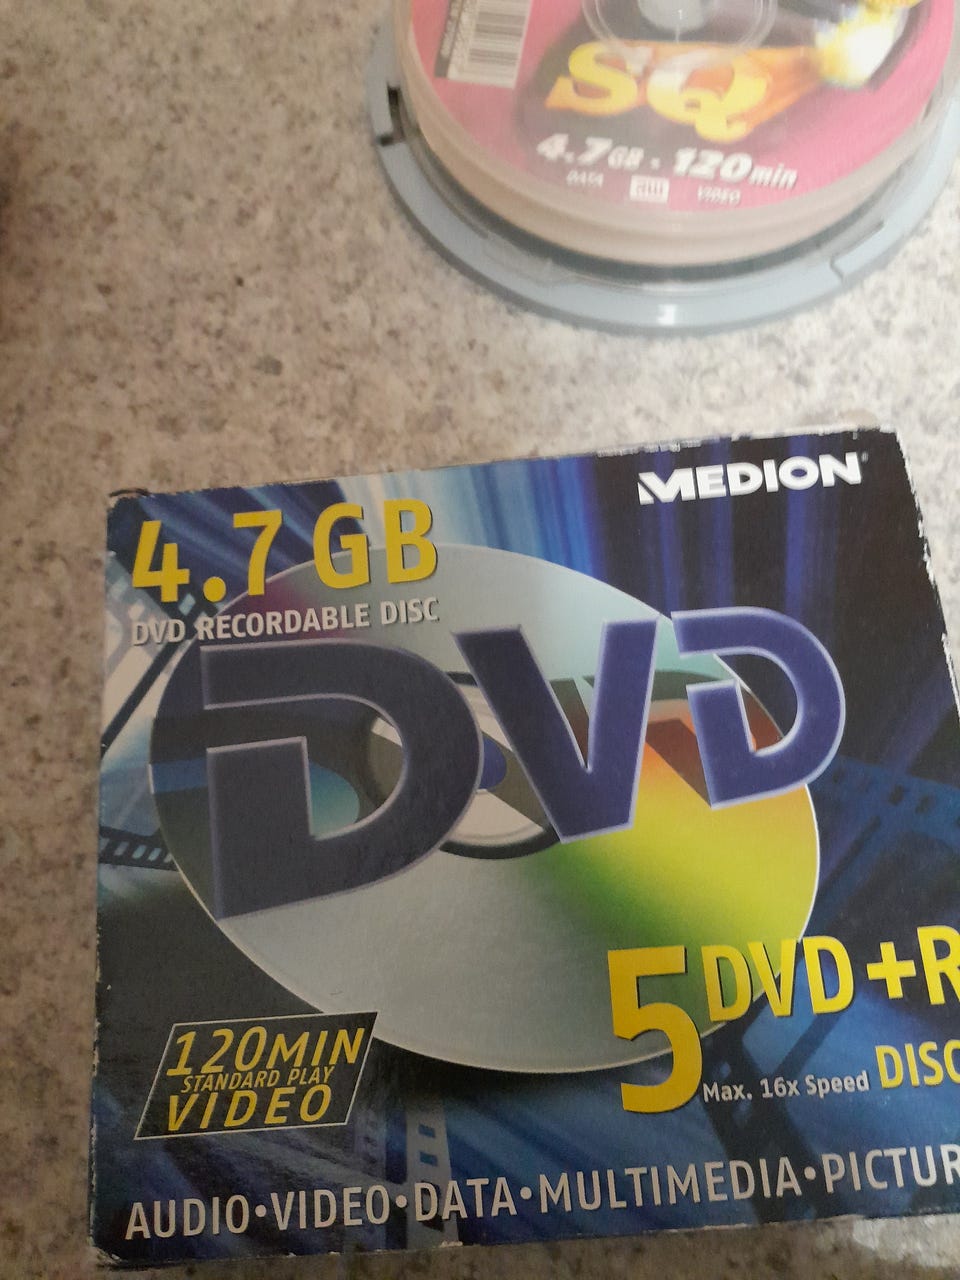 SQ
4.7GB . 120min
DATA VIDEO
MEDION
4.7 GB
DVD RECORDABLE DISC
DVD
5 DVD+R
Max. 16x Speed DISC
120MIN
STANDARD PLAY
VIDEO
AUDIO•VIDEO•DATA•MULTIMEDIA•PICTUR